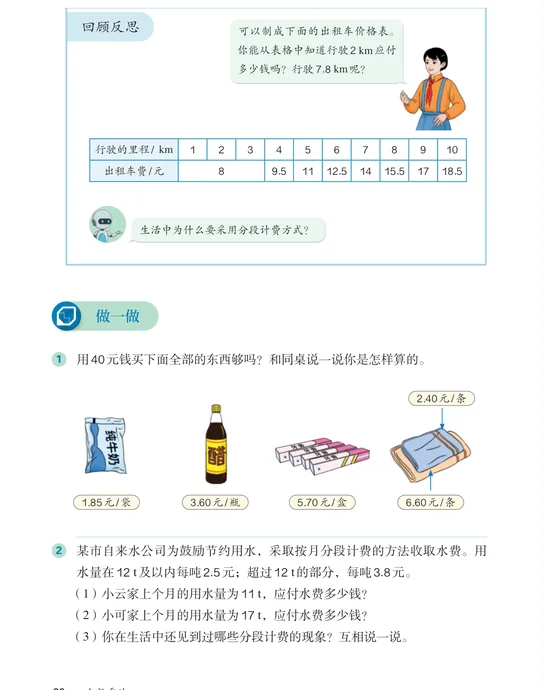 回顾反思
可以制成下面的出租车价格表。
你能从表格中知道行驶2 km应付
多少钱吗？行驶7.8 km呢？
行驶的里程/ km 1 2 3 4 5 6 7 8 9 10
出租车费/元 8 9.5 11 12.5 14 15.5 17 18.5
生活中为什么要采用分段计费方式？
做一做
1 用40元钱买下面全部的东西够吗？和同桌说一说你是怎样算的。
2.40元/条
纯牛奶
醋
1.85元/袋 3.60元/瓶 5.70元/盒 6.60元/条
2 某市自来水公司为鼓励节约用水，采取按月分段计费的方法收取水费。用
水量在12 t及以内每吨2.5元；超过12 t的部分，每吨3.8元。
（1）小云家上个月的用水量为11 t，应付水费多少钱？
（2）小可家上个月的用水量为17 t，应付水费多少钱？
（3）你在生活中还见到过哪些分段计费的现象？互相说一说。